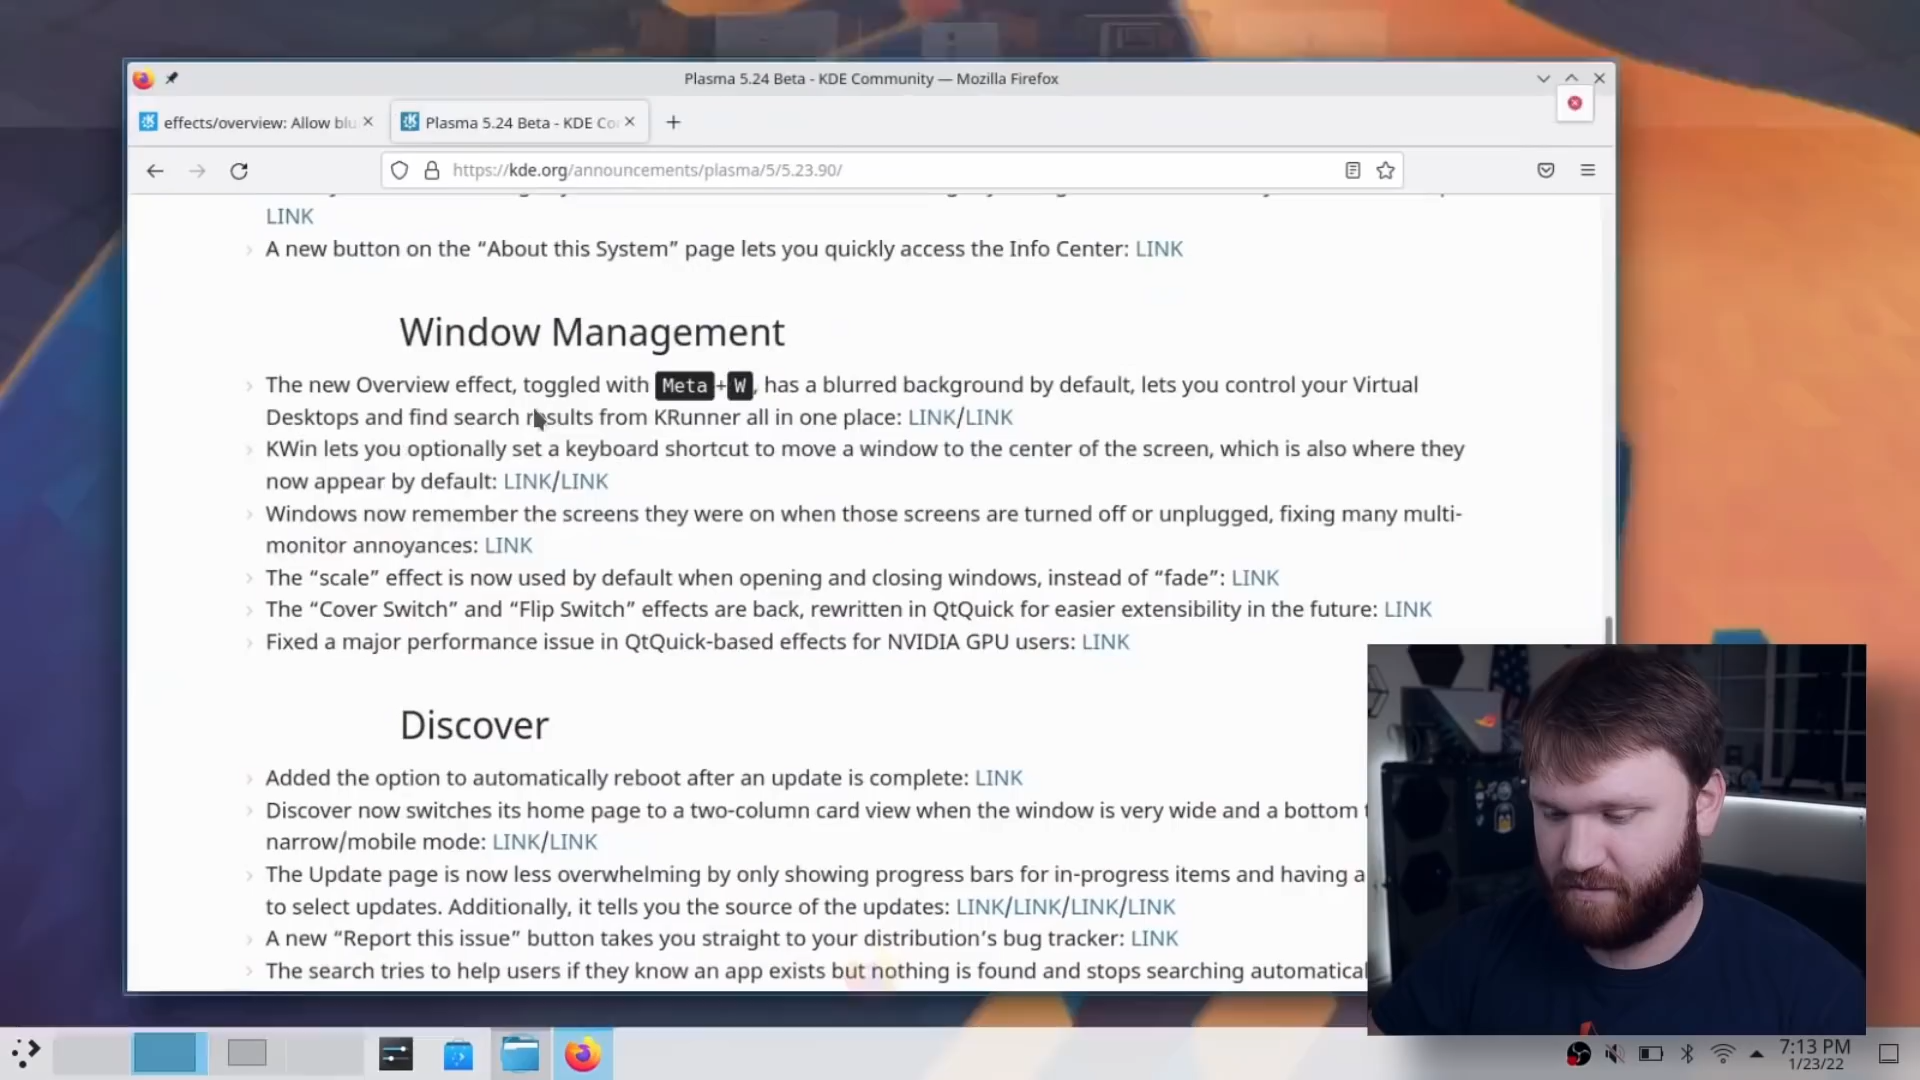 Plasma 5.24 Beta - KDE Community — Mozilla Firefox
effects/overview: Allow blu
Plasma 5.24 Beta - KDE Co
https://kde.org/announcements/plasma/5/5.23.90/
LINK
A new button on the “About this System” page lets you quickly access the Info Center: LINK
Window Management
The new Overview effect, toggled with Meta+W, has a blurred background by default, lets you control your Virtual
Desktops and find search results from KRunner all in one place: LINK/LINK
KWin lets you optionally set a keyboard shortcut to move a window to the center of the screen, which is also where they
now appear by default: LINK/LINK
Windows now remember the screens they were on when those screens are turned off or unplugged, fixing many multi-
monitor annoyances: LINK
The “scale” effect is now used by default when opening and closing windows, instead of “fade”: LINK
The “Cover Switch” and “Flip Switch” effects are back, rewritten in QtQuick for easier extensibility in the future: LINK
Fixed a major performance issue in QtQuick-based effects for NVIDIA GPU users: LINK
Discover
Added the option to automatically reboot after an update is complete: LINK
Discover now switches its home page to a two-column card view when the window is very wide and a bottom
narrow/mobile mode: LINK/LINK
The Update page is now less overwhelming by only showing progress bars for in-progress items and having a
to select updates. Additionally, it tells you the source of the updates: LINK/LINK/LINK/LINK
A new “Report this issue” button takes you straight to your distribution’s bug tracker: LINK
The search tries to help users if they know an app exists but nothing is found and stops searching automatical
7:13 PM
1/23/22